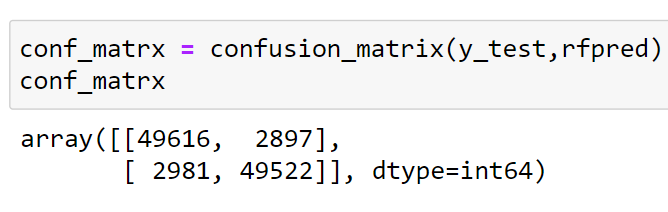 conf_matrx = confusion_matrix(y_test,rfpred)
conf_matrx
array([[49616,  2897],
       [ 2981, 49522]], dtype=int64)